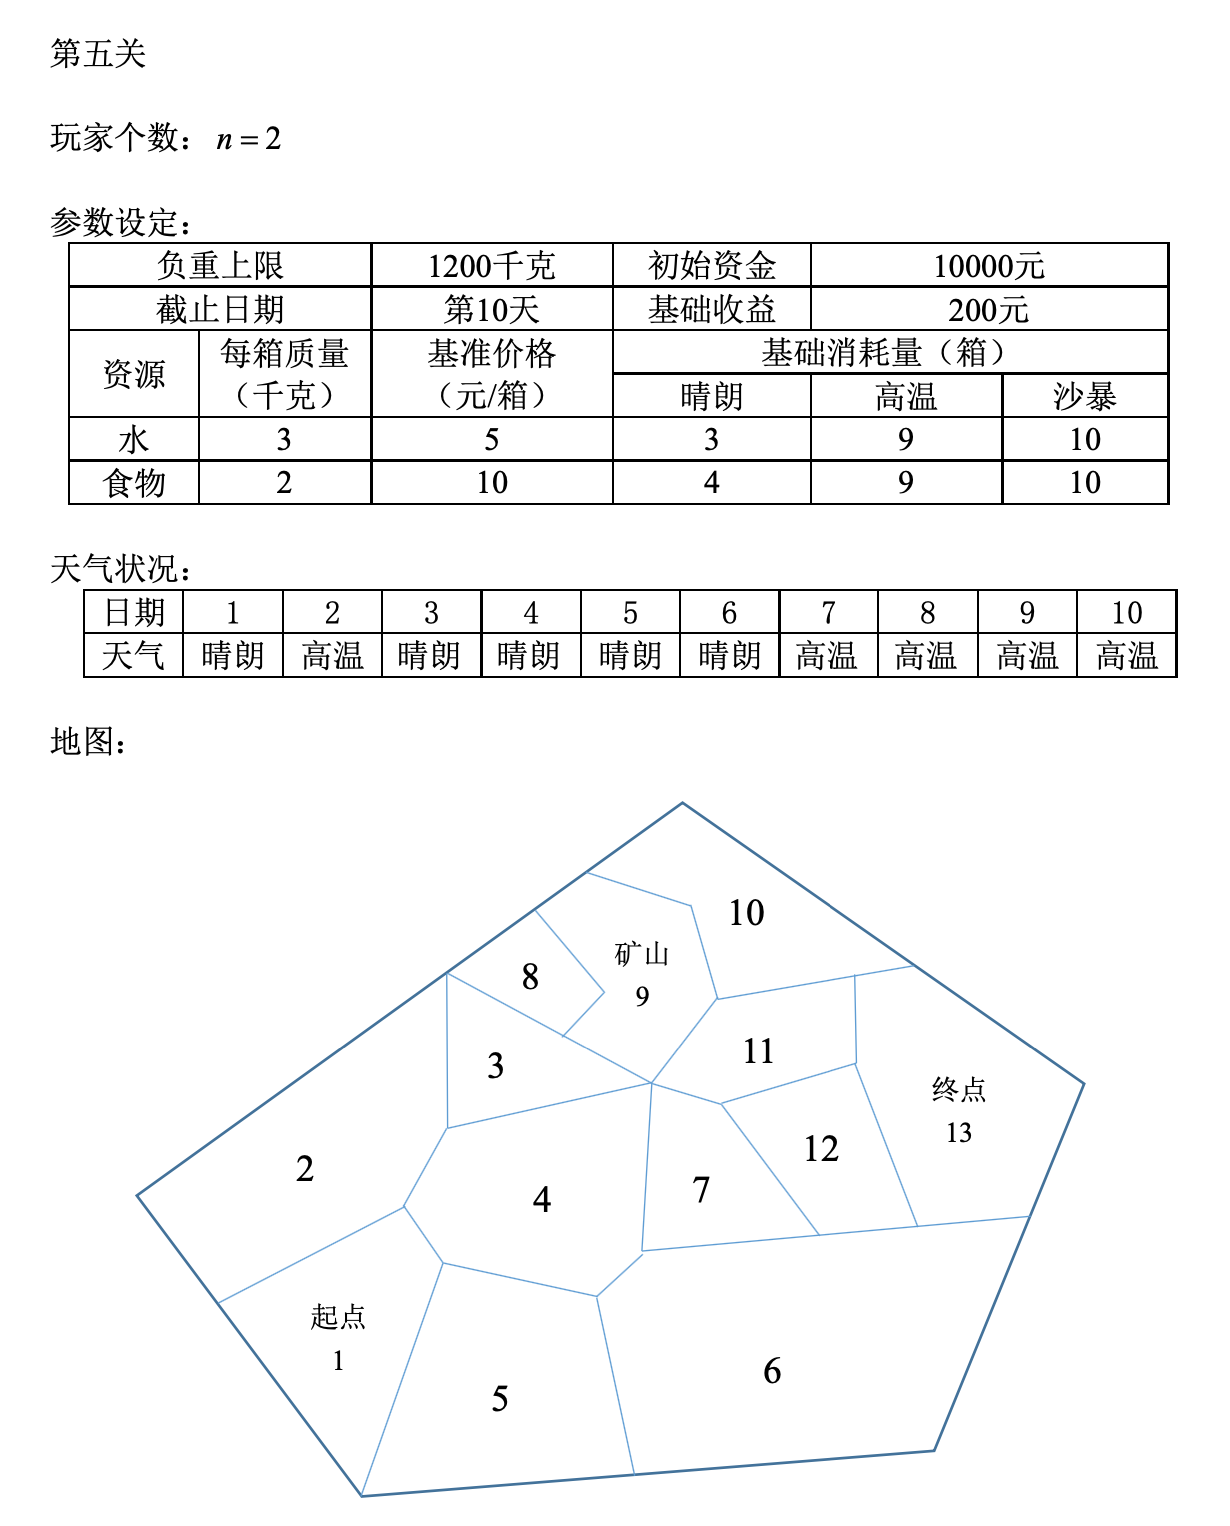 第五关
玩家个数：n = 2
参数设定：
负重上限 1200千克 初始资金 10000元
截止日期 第10天 基础收益 200元
资源 每箱质量（千克） 基准价格（元/箱） 基础消耗量（箱）
晴朗 高温 沙暴
水 3 5 3 9 10
食物 2 10 4 9 10
天气状况：
日期 1 2 3 4 5 6 7 8 9 10
天气 晴朗 高温 晴朗 晴朗 晴朗 晴朗 高温 高温 高温 高温
地图：
10
矿山
9
8
11
3
终点
13
12
2
7
4
起点
1
6
5